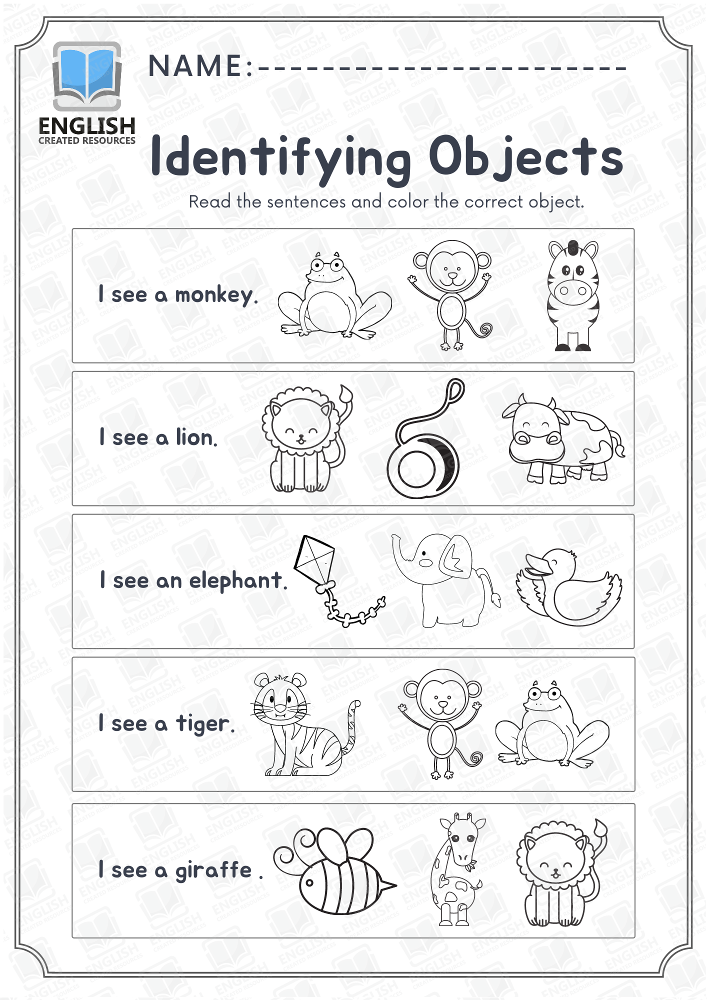 NAME:-----------------------
ENGLISH
CREATED RESOURCES
Identifying Objects
Read the sentences and color the correct object.
I see a monkey.
I see a lion.
I see an elephant.
I see a tiger.
I see a giraffe .